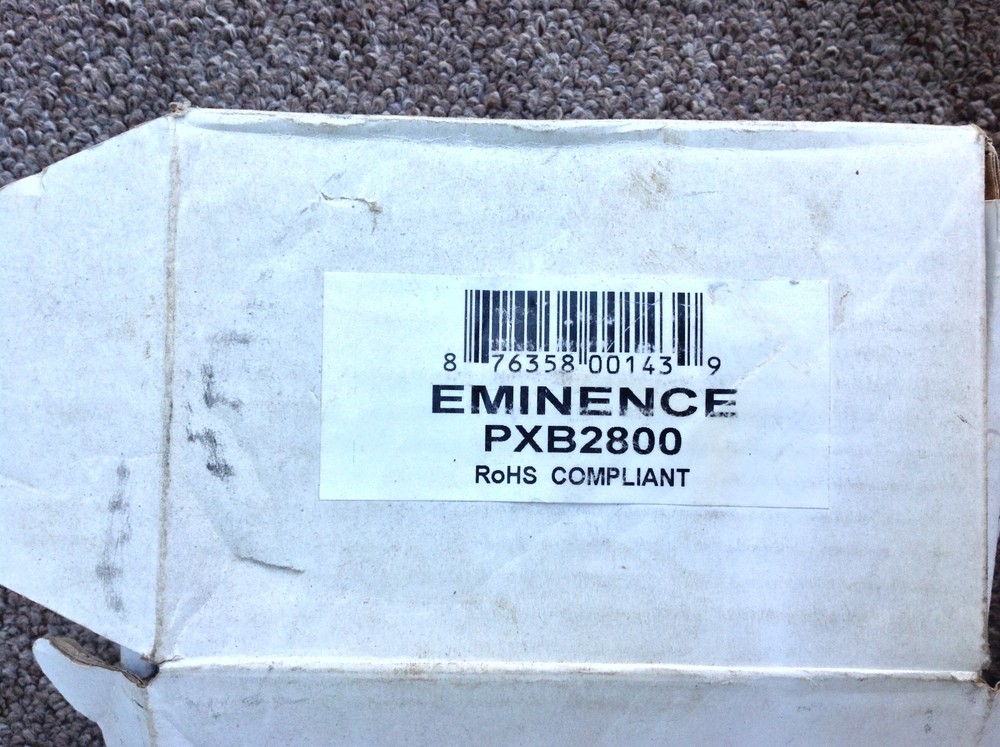 8 76358 00143 9
EMINENCE
PXB2800
RoHS COMPLIANT